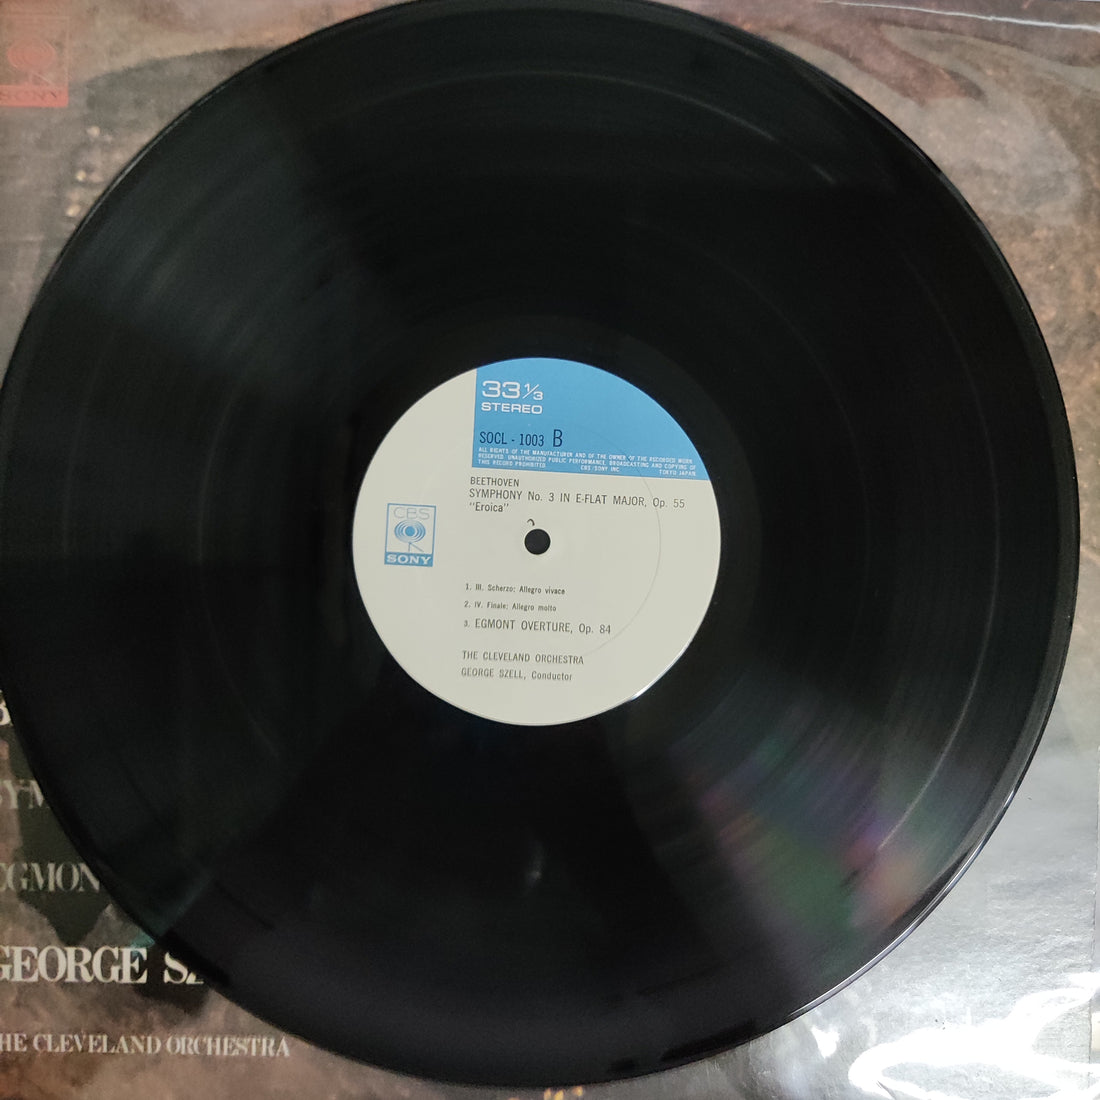 SONY
33 1/3
STEREO
SOCL - 1003 B
ALL RIGHTS OF THE MANUFACTURER AND OF THE OWNER OF THE RECORDED WORK
RESERVED. UNAUTHORIZED PUBLIC PERFORMANCE, BROADCASTING AND COPYING OF
THIS RECORD PROHIBITED CBS/SONY INC. TOKYO JAPAN
BEETHOVEN
SYMPHONY No. 3 IN E-FLAT MAJOR, Op. 55
"Eroica"
CBS
SONY
1. III. Scherzo; Allegro vivace
2. IV. Finale; Allegro molto
3. EGMONT OVERTURE, Op. 84
THE CLEVELAND ORCHESTRA
GEORGE SZELL, Conductor
EGMON
GEORGE SZ
THE CLEVELAND ORCHESTRA